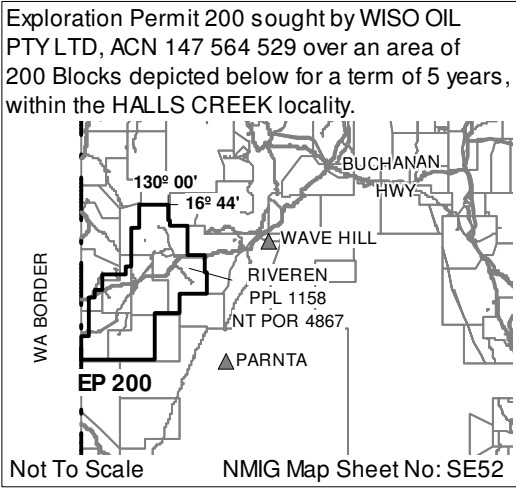 Exploration Permit 200 sought by WISO OIL
PTY LTD, ACN 147 564 529 over an area of
200 Blocks depicted below for a term of 5 years,
within the HALLS CREEK locality.
BUCHANAN
HWY
130º 00'
16º 44'
WAVE HILL
WA BORDER
RIVEREN
PPL 1158
NT POR 4867
PARNTA
EP 200
Not To Scale
NMIG Map Sheet No: SE52